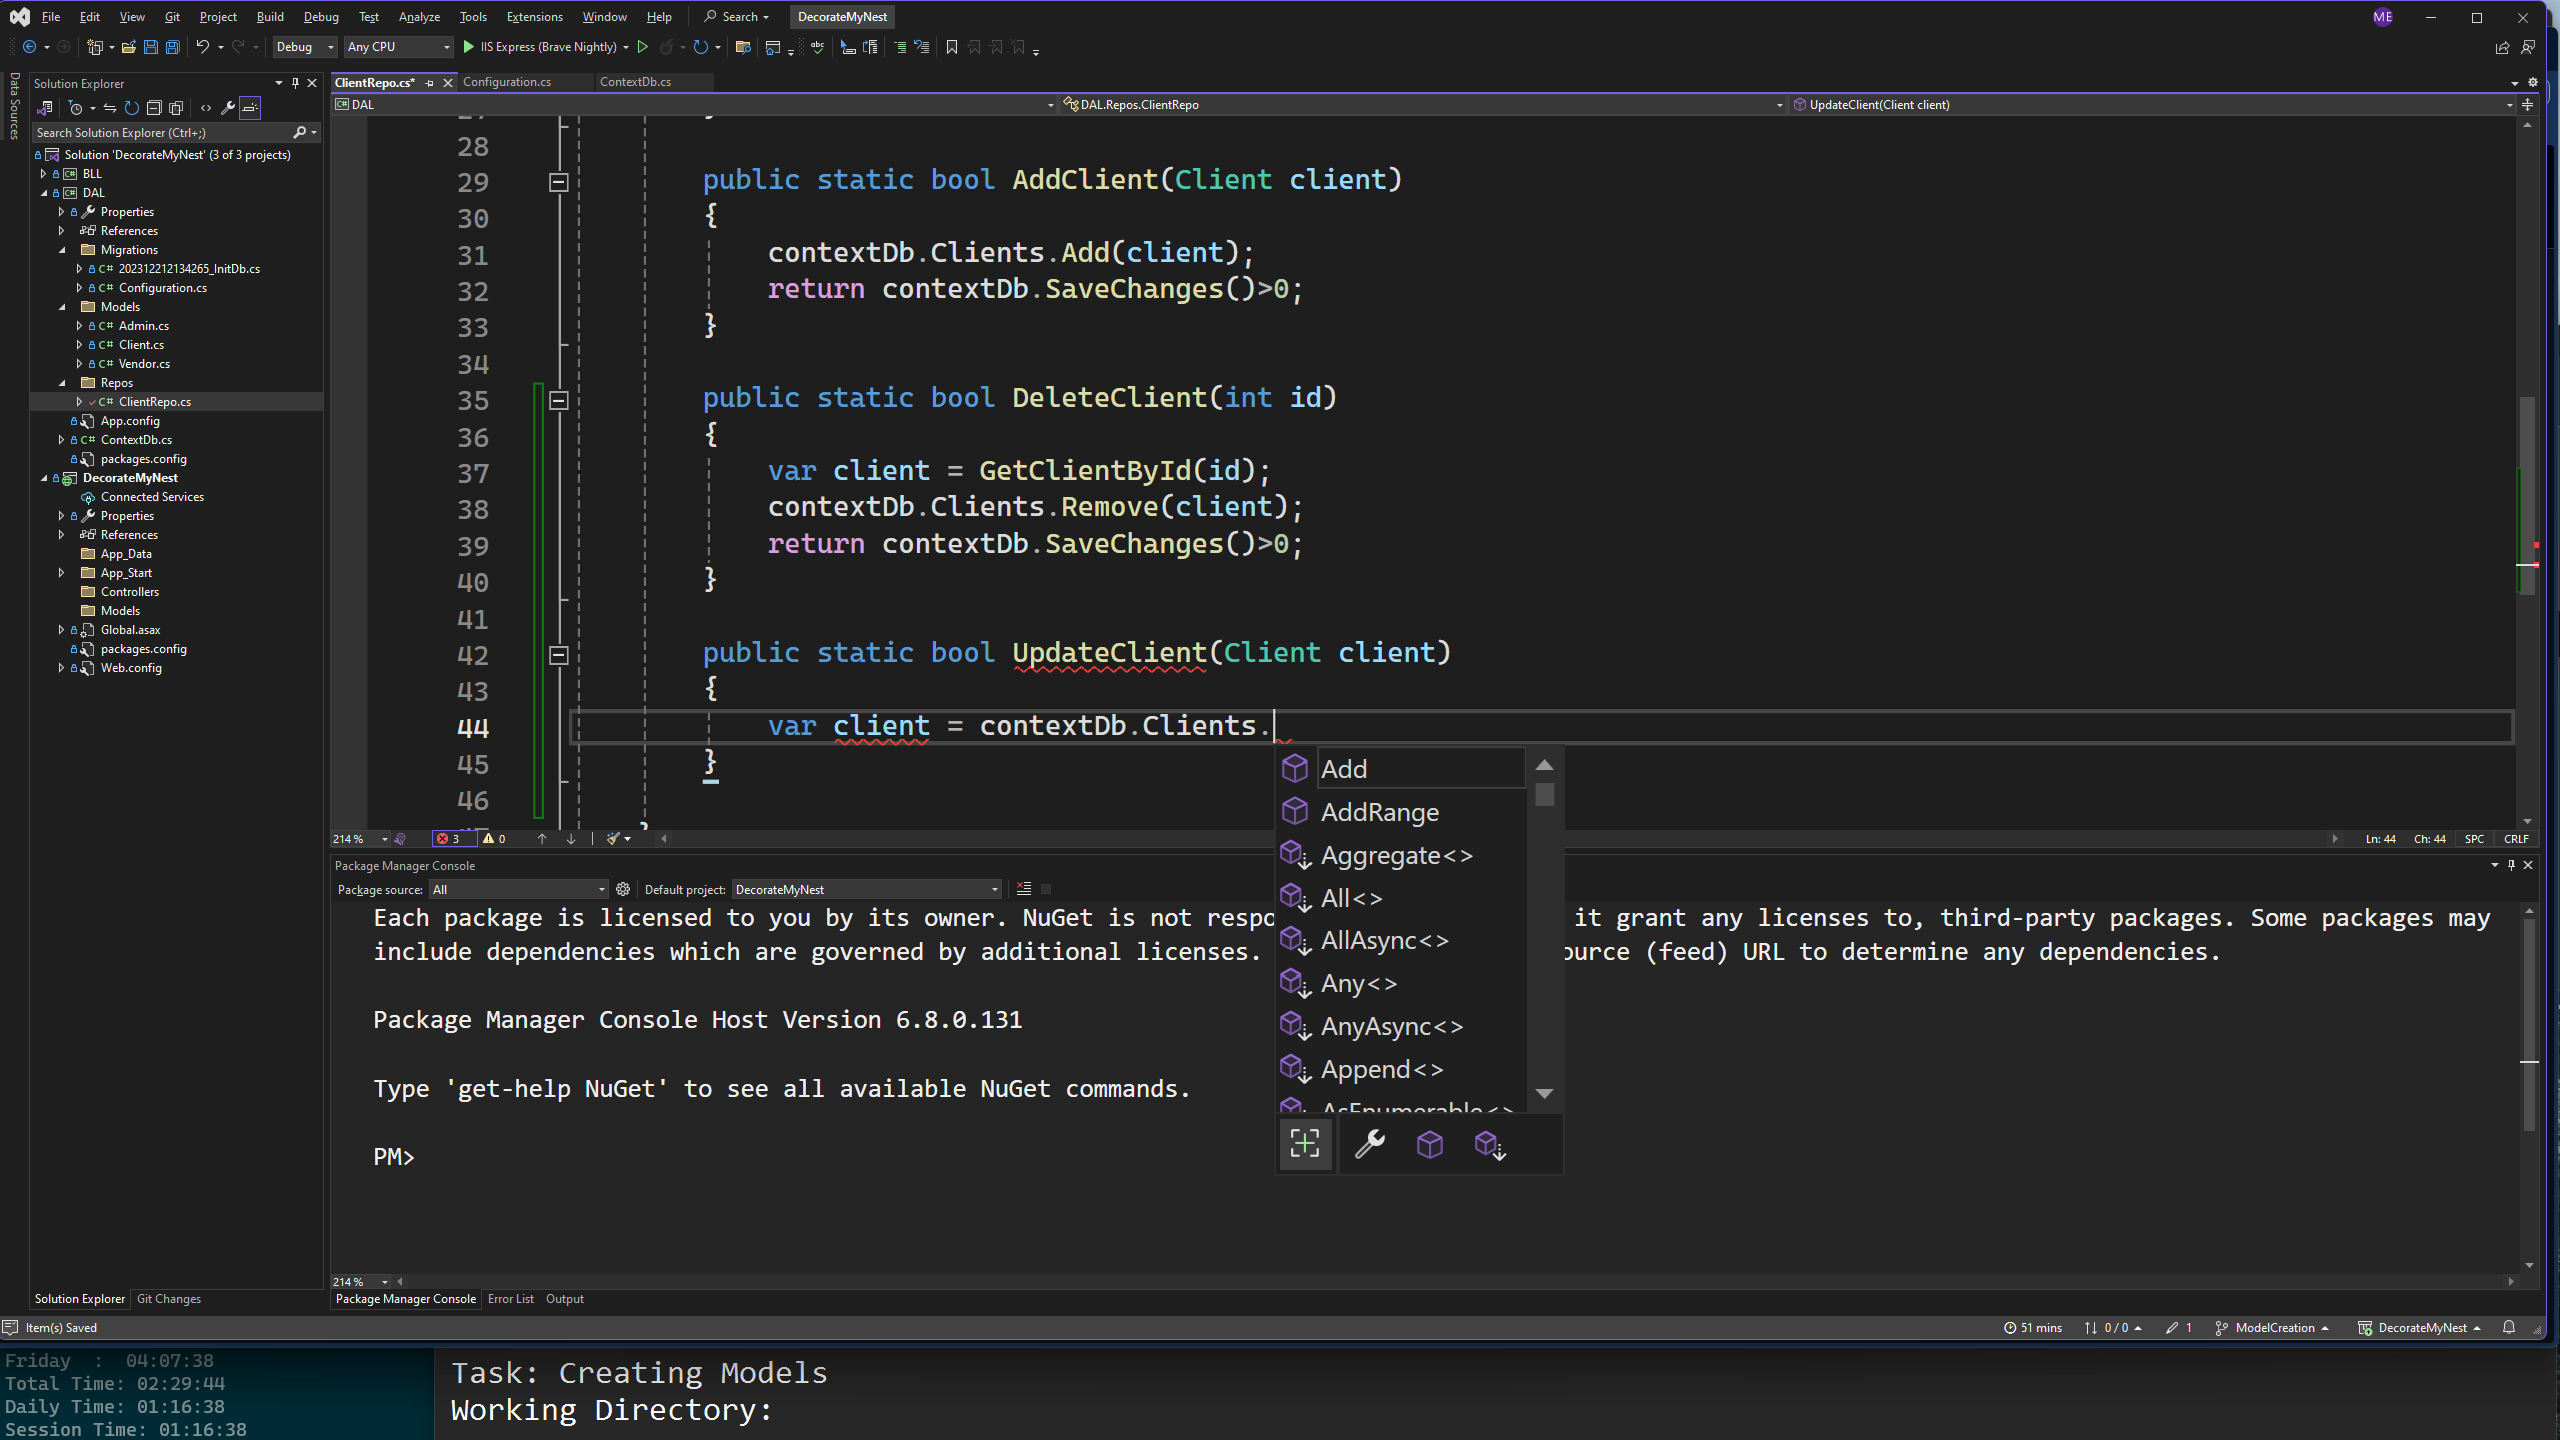 File Edit View Git Project Build Debug Test Analyze Tools Extensions Window Help Search DecorateMyNest ME
Debug Any CPU IIS Express (Brave Nightly)
Data Sources
Solution Explorer
Search Solution Explorer (Ctrl+;)
Solution 'DecorateMyNest' (3 of 3 projects)
BLL
DAL
Properties
References
Migrations
202312212134265_InitDb.cs
Configuration.cs
Models
Admin.cs
Client.cs
Vendor.cs
Repos
ClientRepo.cs
App.config
ContextDb.cs
packages.config
DecorateMyNest
Connected Services
Properties
References
App_Data
App_Start
Controllers
Models
Global.asax
packages.config
Web.config
Solution Explorer Git Changes
ClientRepo.cs* Configuration.cs ContextDb.cs
DAL DAL.Repos.ClientRepo UpdateClient(Client client)
28
29 public static bool AddClient(Client client)
30 {
31 contextDb.Clients.Add(client);
32 return contextDb.SaveChanges()>0;
33 }
34
35 public static bool DeleteClient(int id)
36 {
37 var client = GetClientById(id);
38 contextDb.Clients.Remove(client);
39 return contextDb.SaveChanges()>0;
40 }
41
42 public static bool UpdateClient(Client client)
43 {
44 var client = contextDb.Clients.
45 }
46
Add
AddRange
Aggregate<>
All<>
AllAsync<>
Any<>
AnyAsync<>
Append<>
AsEnumerable<>
214 % 3 0 Ln: 44 Ch: 44 SPC CRLF
Package Manager Console
Package source: All Default project: DecorateMyNest
Each package is licensed to you by its owner. NuGet is not respo it grant any licenses to, third-party packages. Some packages may
include dependencies which are governed by additional licenses. ource (feed) URL to determine any dependencies.
Package Manager Console Host Version 6.8.0.131
Type 'get-help NuGet' to see all available NuGet commands.
PM>
214 %
Package Manager Console Error List Output
Item(s) Saved 51 mins 0 / 0 1 ModelCreation DecorateMyNest
Friday : 04:07:38
Total Time: 02:29:44
Daily Time: 01:16:38
Session Time: 01:16:38
Task: Creating Models
Working Directory: